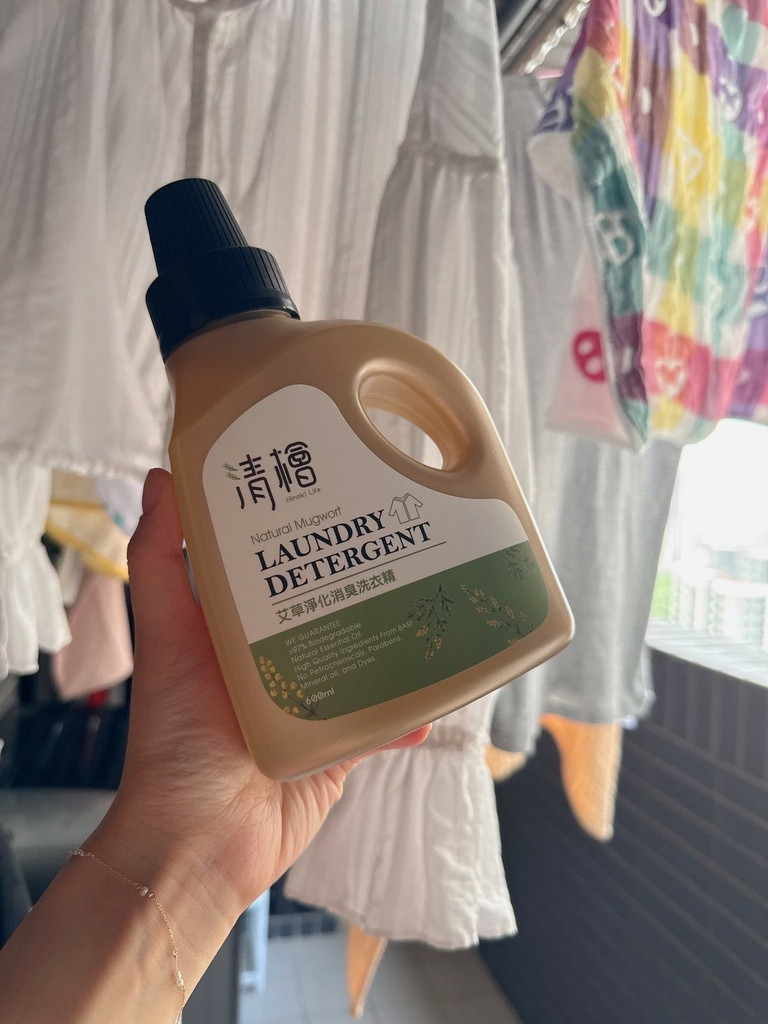 清檜
Hinoki Life
Natural Mugwort
LAUNDRY
DETERGENT
艾草淨化消臭洗衣精
WE GUARANTEE
>97% Biodegradable
Natural Essential Oil
High Quality Ingredients From BASF
No Petrochemicals, Parabens,
Mineral oil, and Dyes.
600ml